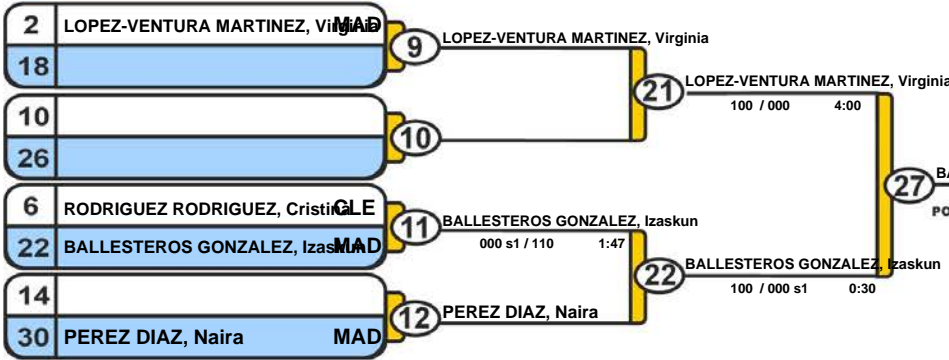 2 LOPEZ-VENTURA MARTINEZ, Virginia MAD
18
9 LOPEZ-VENTURA MARTINEZ, Virginia
10
26
10
21 LOPEZ-VENTURA MARTINEZ, Virginia
100 / 000 4:00
6 RODRIGUEZ RODRIGUEZ, Cristina CLE
22 BALLESTEROS GONZALEZ, Izaskun MAD
11 BALLESTEROS GONZALEZ, Izaskun
000 s1 / 110 1:47
14
30 PEREZ DIAZ, Naira MAD
12 PEREZ DIAZ, Naira
22 BALLESTEROS GONZALEZ, Izaskun
100 / 000 s1 0:30
27 BA
PO